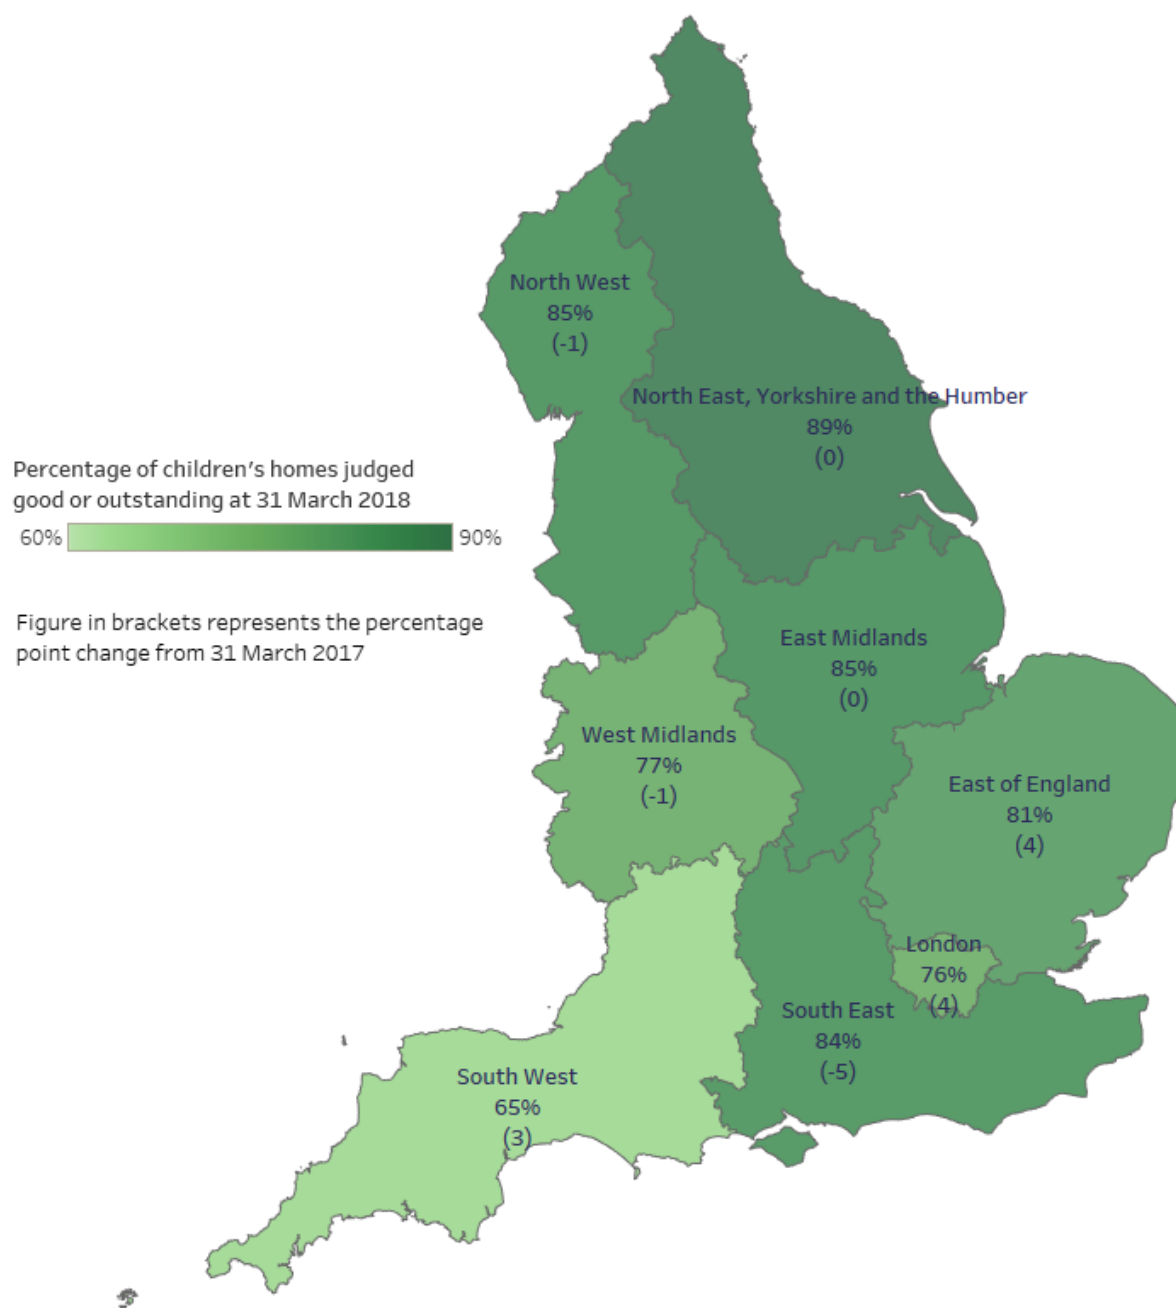 North West
85%
(-1)
North East, Yorkshire and the Humber
89%
(0)
Percentage of children's homes judged
good or outstanding at 31 March 2018
60%
90%
Figure in brackets represents the percentage
point change from 31 March 2017
East Midlands
85%
(0)
West Midlands
77%
(-1)
East of England
81%
(4)
London
76%
(4)
South East
84%
(-5)
South West
65%
(3)